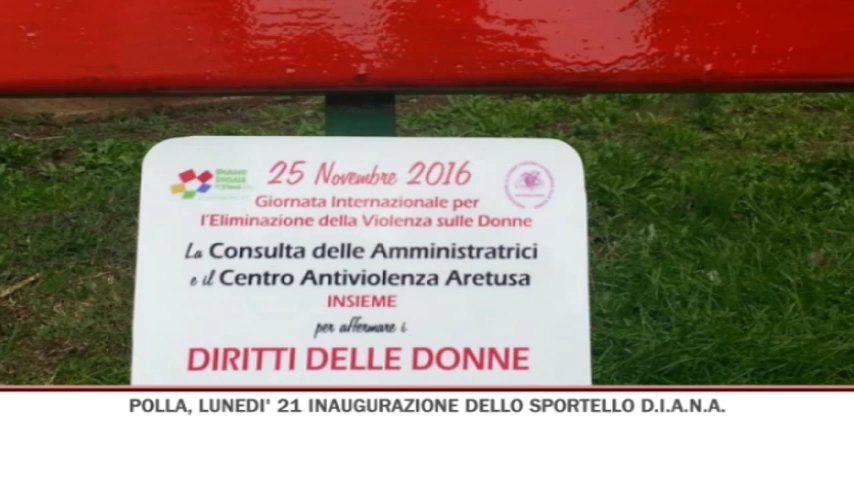 25 Novembre 2016
Giornata Internazionale per
l'Eliminazione della Violenza sulle Donne
La Consulta delle Amministratrici
e il Centro Antiviolenza Aretusa
INSIEME
per affermare i
DIRITTI DELLE DONNE
POLLA, LUNEDI' 21 INAUGURAZIONE DELLO SPORTELLO D.I.A.N.A.